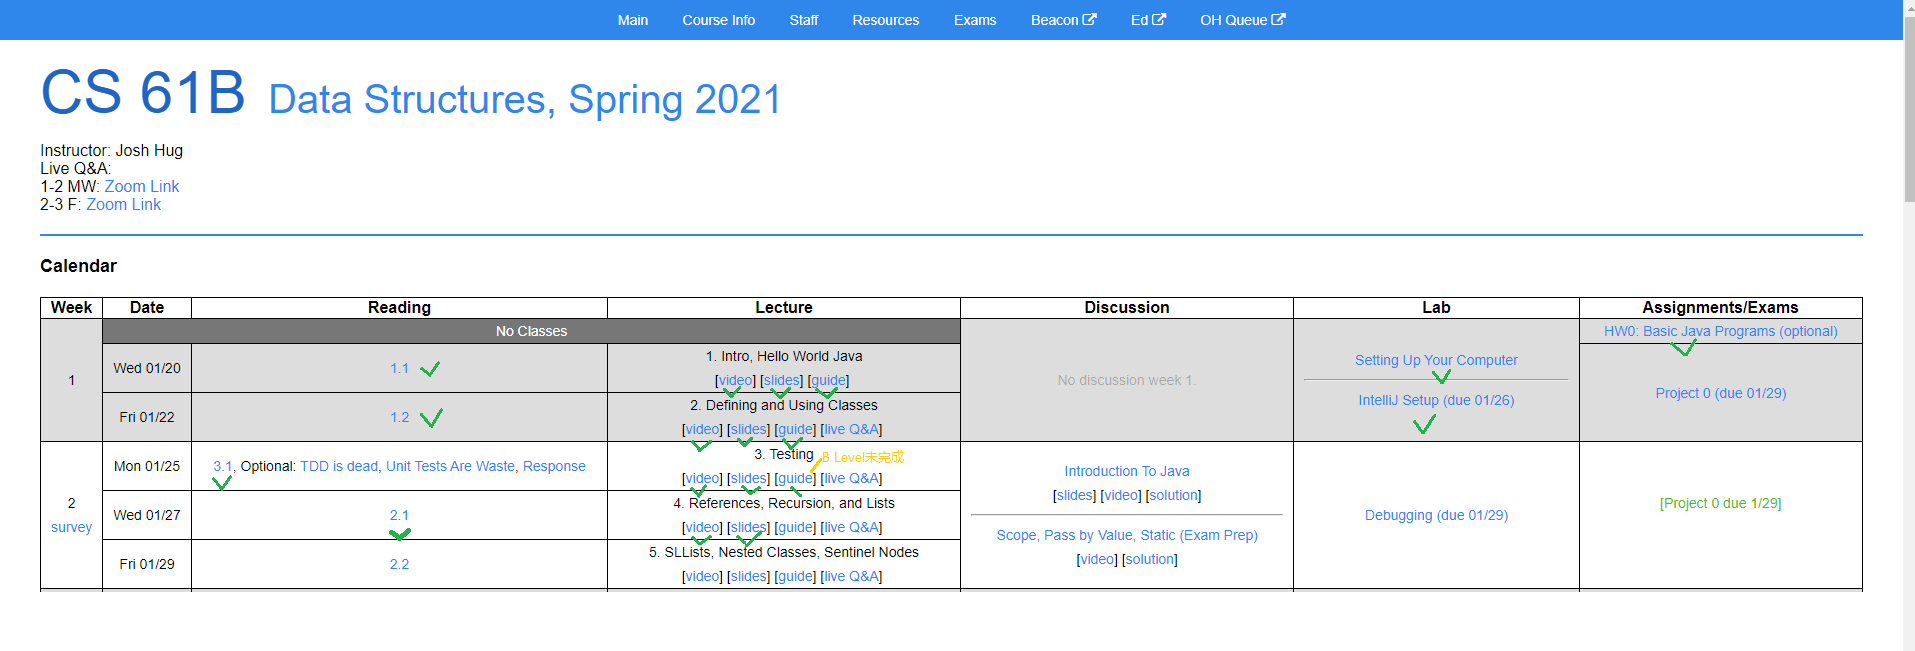 Main Course Info Staff Resources Exams Beacon Ed OH Queue
CS 61B Data Structures, Spring 2021
Instructor: Josh Hug
Live Q&A:
1-2 MW: Zoom Link
2-3 F: Zoom Link
Calendar
Week Date Reading Lecture Discussion Lab Assignments/Exams
No Classes
HW0: Basic Java Programs (optional)
1
Wed 01/20
1.1
1. Intro, Hello World Java
[video] [slides] [guide]
No discussion week 1.
Setting Up Your Computer
IntelliJ Setup (due 01/26)
Project 0 (due 01/29)
Fri 01/22
1.2
2. Defining and Using Classes
[video] [slides] [guide] [live Q&A]
2
survey
Mon 01/25
3.1, Optional: TDD is dead, Unit Tests Are Waste, Response
3. Testing
B Level未完成
[video] [slides] [guide] [live Q&A]
Introduction To Java
[slides] [video] [solution]
Scope, Pass by Value, Static (Exam Prep)
[video] [solution]
Debugging (due 01/29)
[Project 0 due 1/29]
Wed 01/27
2.1
4. References, Recursion, and Lists
[video] [slides] [guide] [live Q&A]
Fri 01/29
2.2
5. SLLists, Nested Classes, Sentinel Nodes
[video] [slides] [guide] [live Q&A]